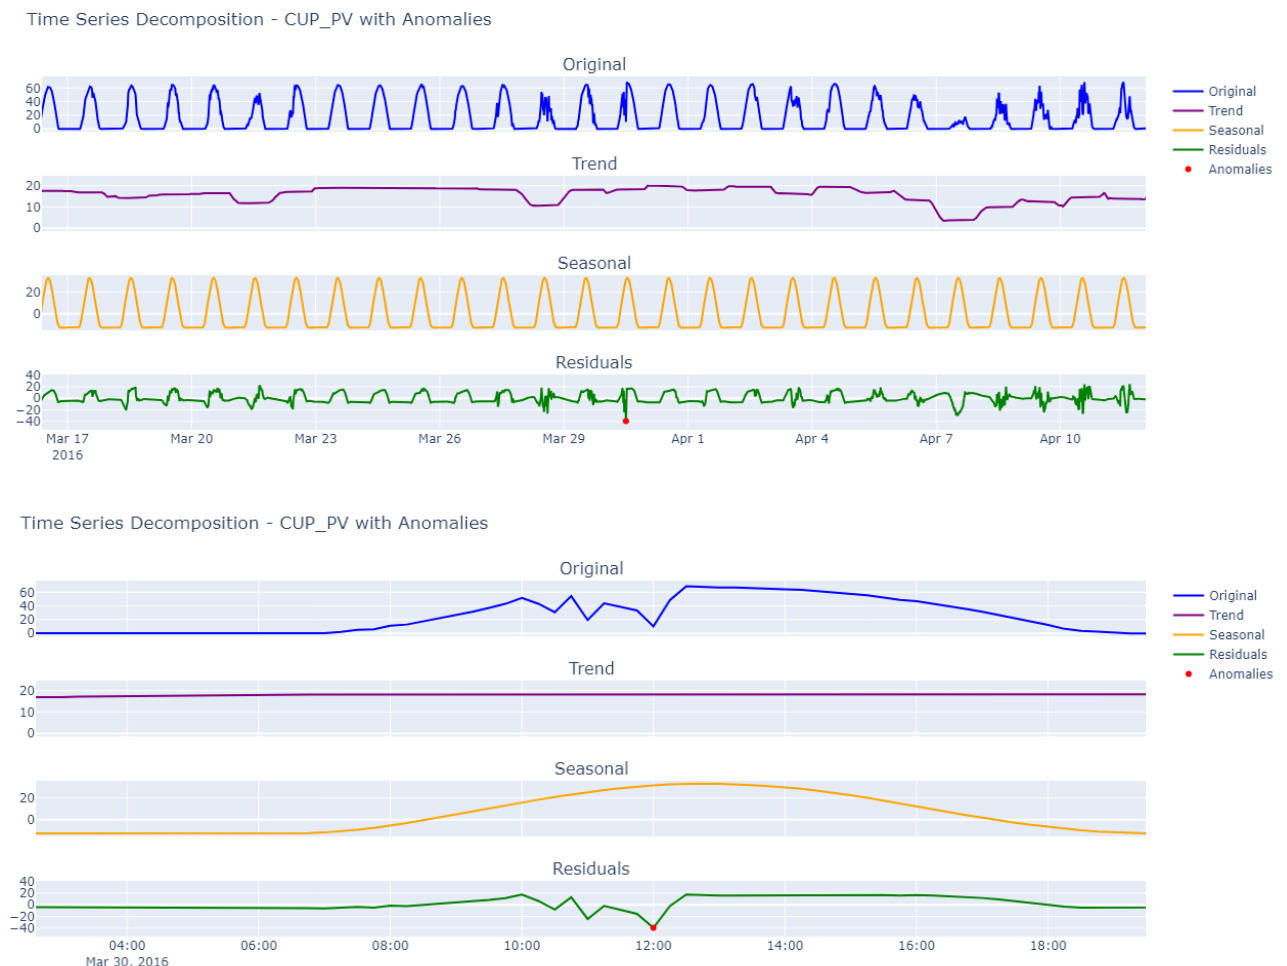 Time Series Decomposition - CUP_PV with Anomalies
Original
60
40
20
0
Original
Trend
Seasonal
Residuals
Anomalies
Trend
20
10
0
Seasonal
20
0
Residuals
40
20
0
−20
−40
Mar 17 Mar 20 Mar 23 Mar 26 Mar 29 Apr 1 Apr 4 Apr 7 Apr 10
2016
Time Series Decomposition - CUP_PV with Anomalies
Original
60
40
20
0
Original
Trend
Seasonal
Residuals
Anomalies
Trend
20
10
0
Seasonal
20
0
Residuals
40
20
0
−20
−40
04:00 06:00 08:00 10:00 12:00 14:00 16:00 18:00
Mar 30, 2016